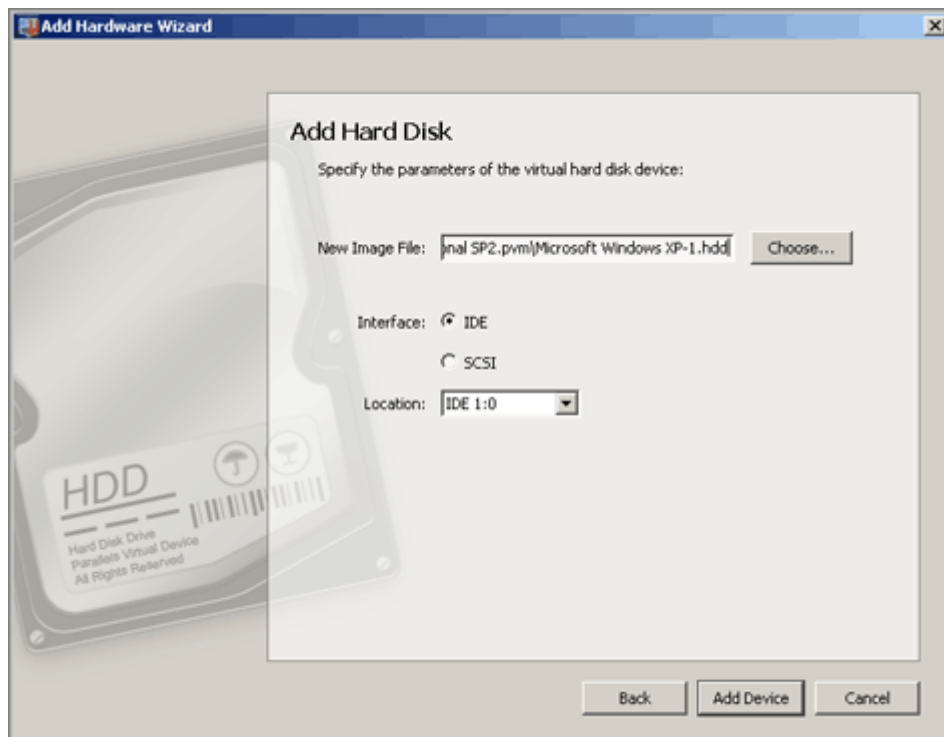 Add Hardware Wizard
Add Hard Disk
Specify the parameters of the virtual hard disk device:
New Image File: onal SP2.pvm\Microsoft Windows XP-1.hdd Choose...
Interface: IDE
SCSI
Location: IDE 1:0
HDD
Hard Disk Drive
Parallels Virtual Device
All Rights Reserved
Back Add Device Cancel